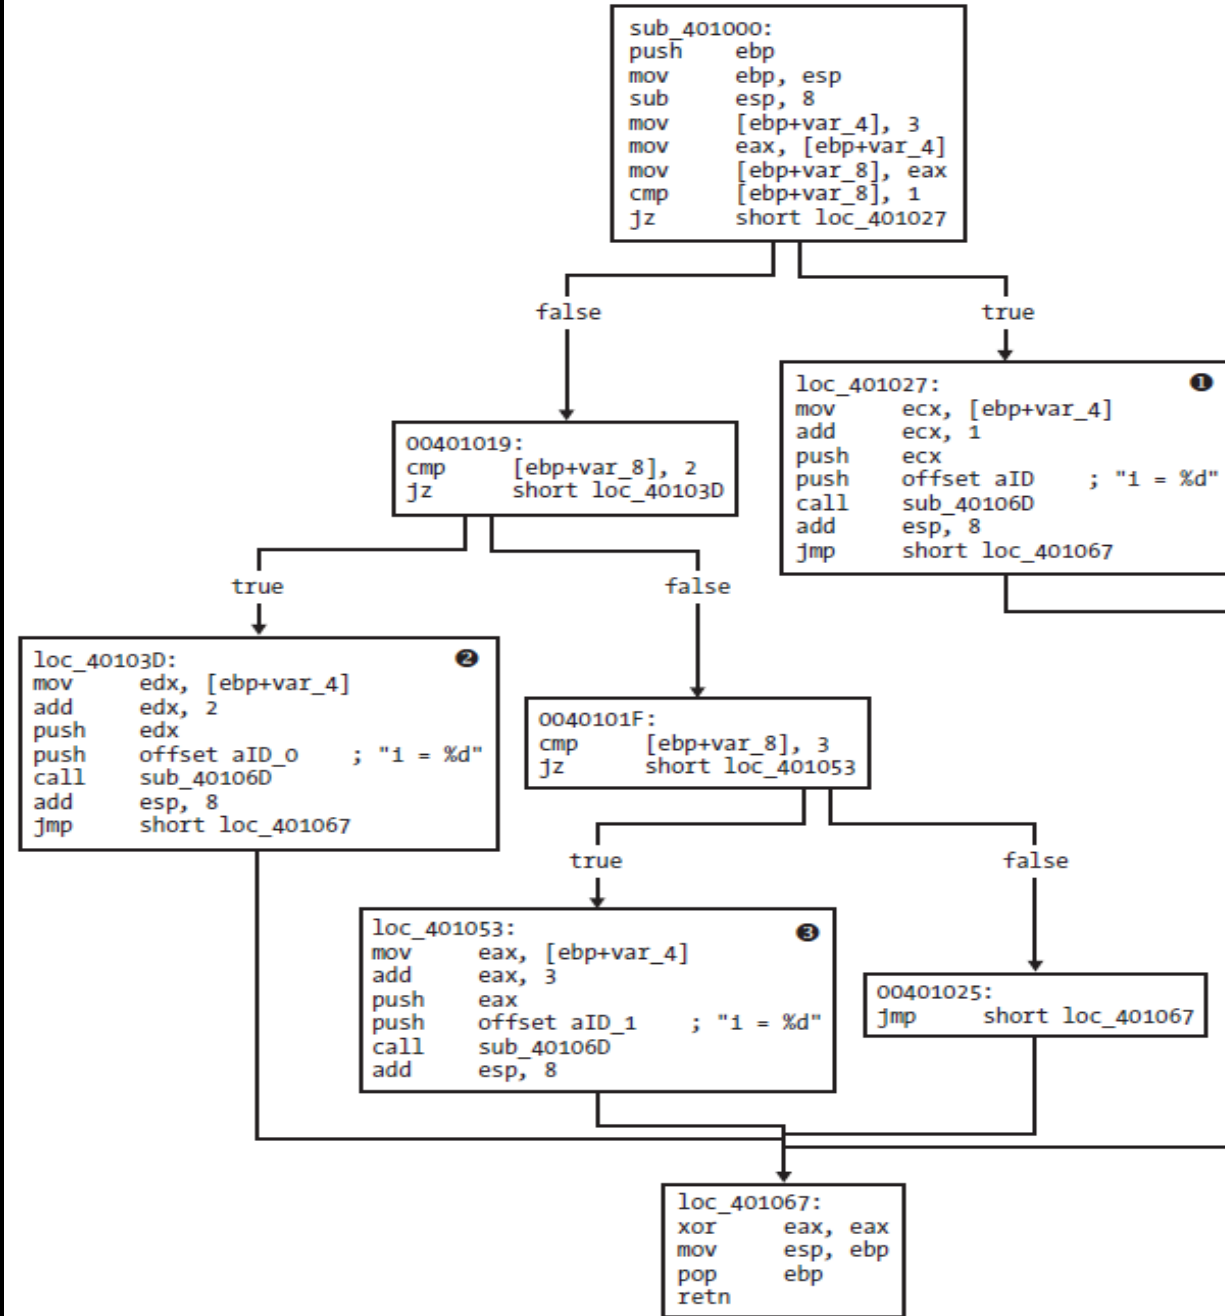 sub_401000:
push ebp
mov ebp, esp
sub esp, 8
mov [ebp+var_4], 3
mov eax, [ebp+var_4]
mov [ebp+var_8], eax
cmp [ebp+var_8], 1
jz short loc_401027
false
true
loc_401027: ❶
mov ecx, [ebp+var_4]
add ecx, 1
push ecx
push offset aID ; "i = %d"
call sub_40106D
add esp, 8
jmp short loc_401067
00401019:
cmp [ebp+var_8], 2
jz short loc_40103D
true
false
loc_40103D: ❷
mov edx, [ebp+var_4]
add edx, 2
push edx
push offset aID_0 ; "i = %d"
call sub_40106D
add esp, 8
jmp short loc_401067
0040101F:
cmp [ebp+var_8], 3
jz short loc_401053
true
false
loc_401053: ❸
mov eax, [ebp+var_4]
add eax, 3
push eax
push offset aID_1 ; "i = %d"
call sub_40106D
add esp, 8
00401025:
jmp short loc_401067
loc_401067:
xor eax, eax
mov esp, ebp
pop ebp
retn